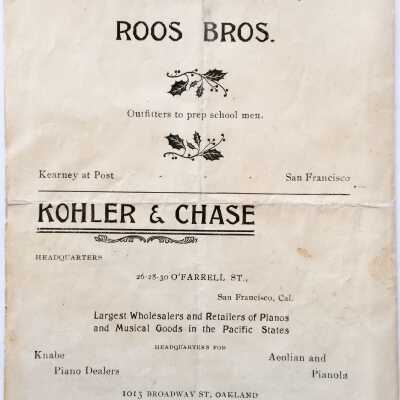 ROOS BROS.
Outfitters to prep school men.
Kearney at Post San Francisco
KOHLER & CHASE
HEADQUARTERS
26-28-30 O'FARRELL ST.,
San Francisco, Cal.
Largest Wholesalers and Retailers of Pianos
and Musical Goods in the Pacific States
HEADQUARTERS FOR
Knabe Aeolian and
Piano Dealers Pianola
1013 BROADWAY ST, OAKLAND